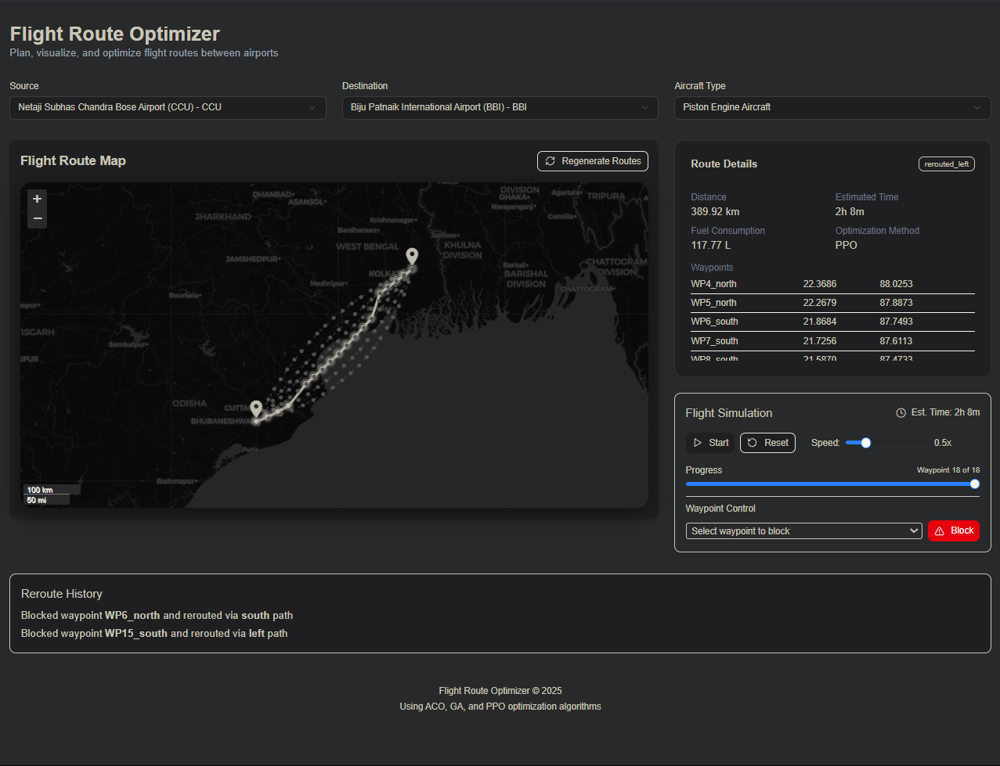 Flight Route Optimizer
Plan, visualize, and optimize flight routes between airports
Source
Destination
Aircraft Type
Netaji Subhas Chandra Bose Airport (CCU) - CCU
Biju Patnaik International Airport (BBI) - BBI
Piston Engine Aircraft
Flight Route Map
Regenerate Routes
+
−
DHANBAD
ASANSOL
JHARKHAND
Krishnanagar
Bardhaman
WEST BENGAL
JAMSHEDPUR
Medinipur
Rourkela
Sambalpur
ODISHA
BHUBANESHWA
Puri
Brahmapur
DIVISION
DHAKA
Narayanganj
Agartala
TRIPURA
Cumilla
Jashore
KHULNA
DIVISION
Barisal
BARISHAL
DIVISION
CHATTOGRAM
DIVISION
CHATTOGRAM
100 km
50 mi
Route Details
rerouted_left
Distance
Estimated Time
389.92 km
2h 8m
Fuel Consumption
Optimization Method
117.77 L
PPO
Waypoints
WP4_north 22.3686 88.0253
WP5_north 22.2679 87.8873
WP6_south 21.8684 87.7493
WP7_south 21.7256 87.6113
WP8_south 21.5870 87.4733
Flight Simulation
Est. Time: 2h 8m
Start
Reset
Speed:
0.5x
Progress
Waypoint 18 of 18
Waypoint Control
Select waypoint to block
Block
Reroute History
Blocked waypoint WP6_north and rerouted via south path
Blocked waypoint WP15_south and rerouted via left path
Flight Route Optimizer © 2025
Using ACO, GA, and PPO optimization algorithms